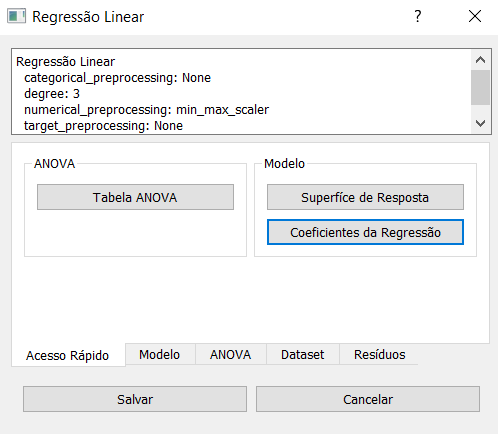 Regressão Linear
?
Regressão Linear
categorical_preprocessing: None
degree: 3
numerical_preprocessing: min_max_scaler
target_preprocessing: None
ANOVA
Tabela ANOVA
Modelo
Superfíce de Resposta
Coeficientes da Regressão
Acesso Rápido
Modelo
ANOVA
Dataset
Resíduos
Salvar
Cancelar